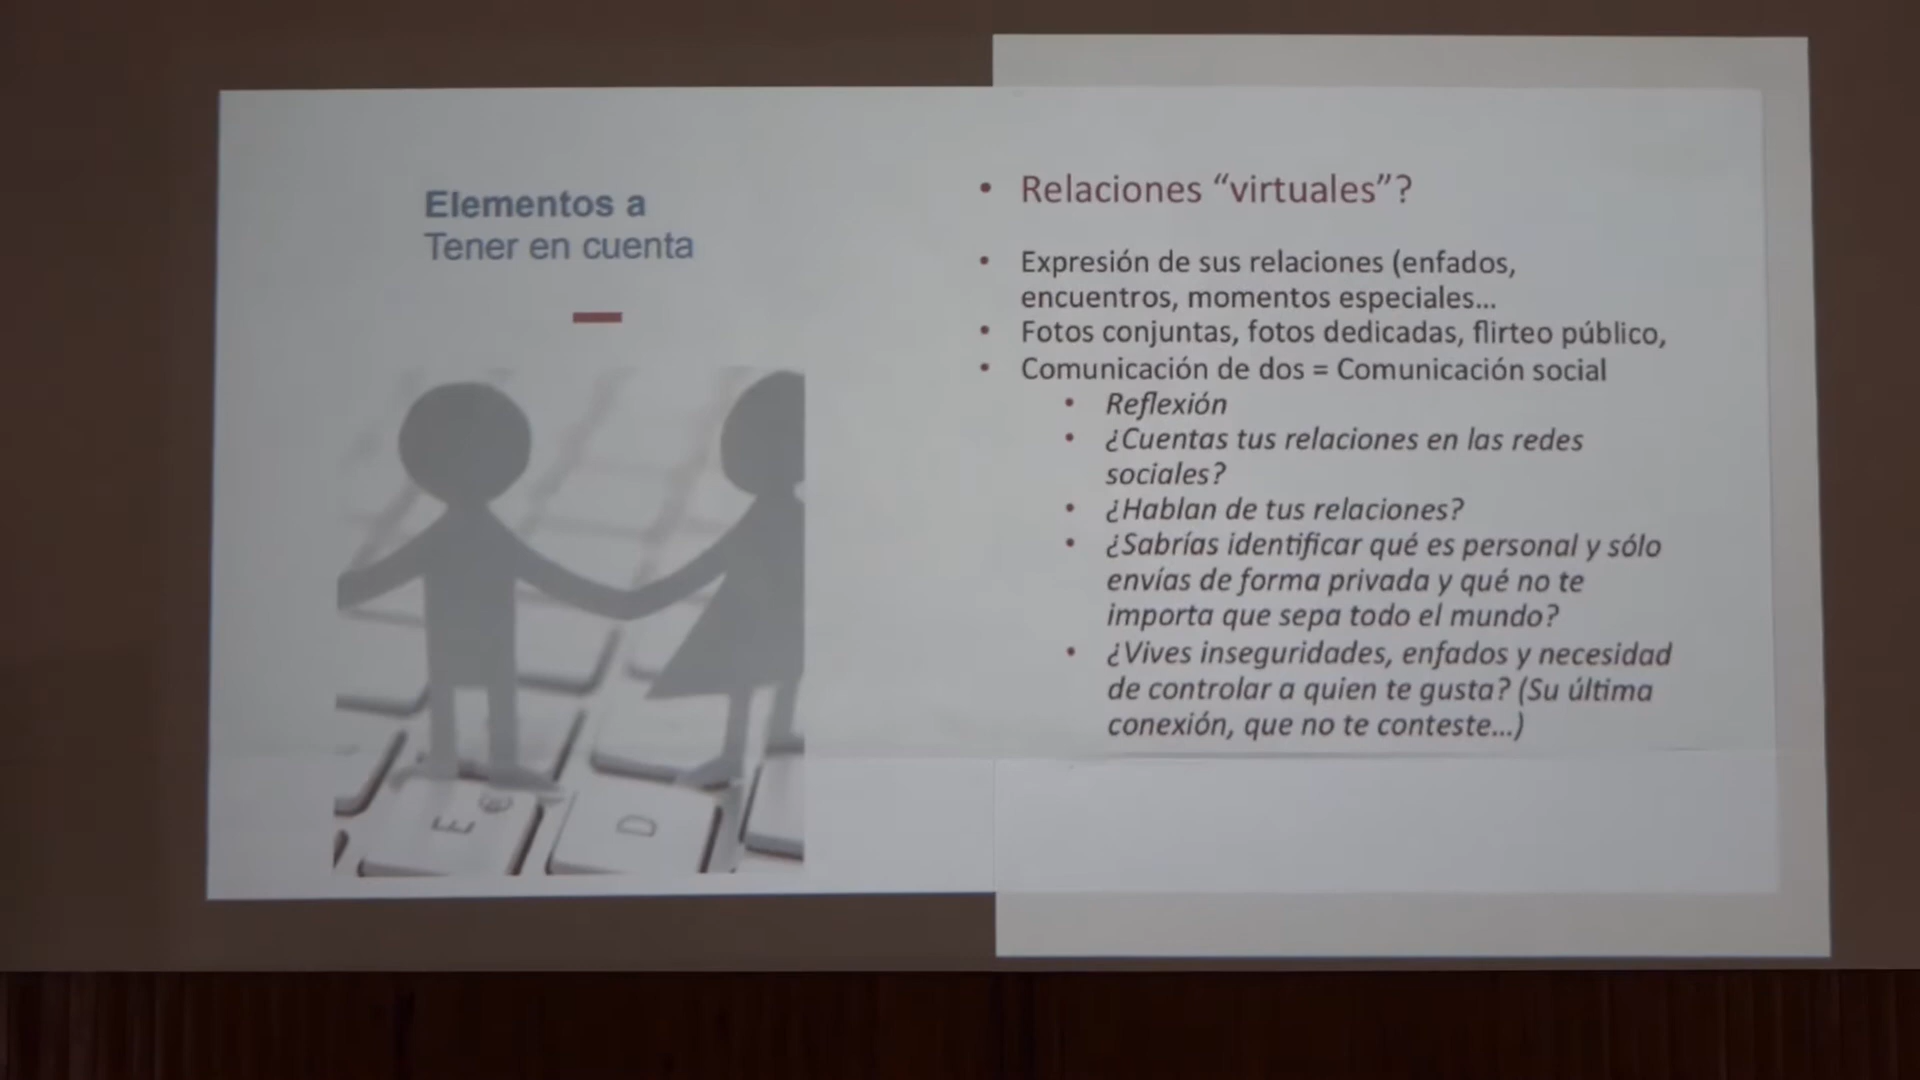 Elementos a
Tener en cuenta
• Relaciones “virtuales”?
• Expresión de sus relaciones (enfados,
encuentros, momentos especiales...
• Fotos conjuntas, fotos dedicadas, flirteo público,
• Comunicación de dos = Comunicación social
• Reflexión
• ¿Cuentas tus relaciones en las redes
sociales?
• ¿Hablan de tus relaciones?
• ¿Sabrías identificar qué es personal y sólo
envías de forma privada y qué no te
importa que sepa todo el mundo?
• ¿Vives inseguridades, enfados y necesidad
de controlar a quien te gusta? (Su última
conexión, que no te conteste...)
E €
D